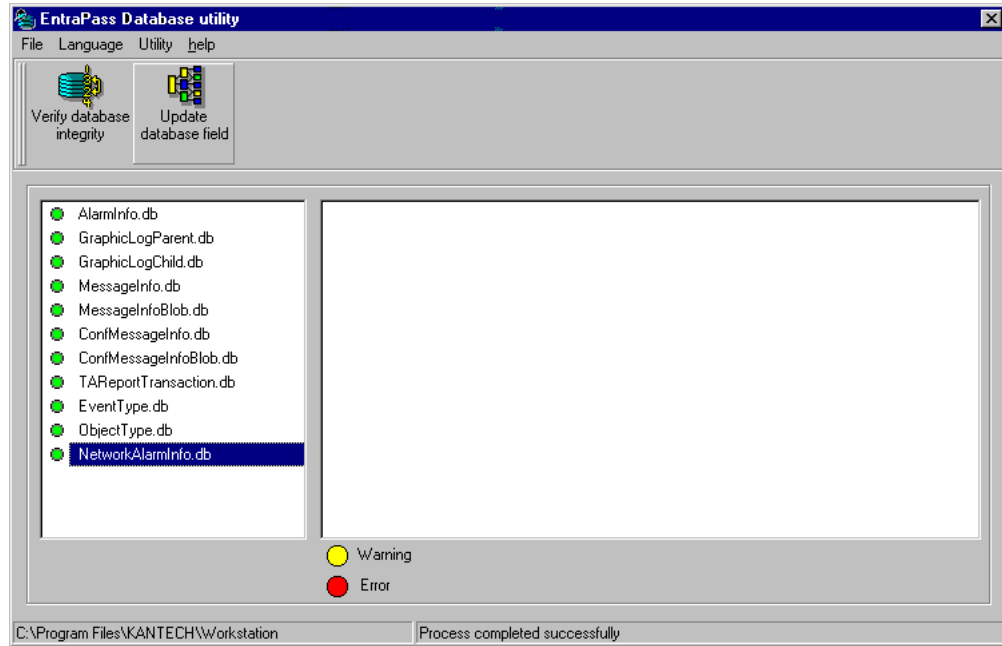 EntraPass Database utility
File Language Utility help
Verify database
integrity
Update
database field
AlarmInfo.db
GraphicLogParent.db
GraphicLogChild.db
MessageInfo.db
MessageInfoBlob.db
ConfMessageInfo.db
ConfMessageInfoBlob.db
TAReportTransaction.db
EventType.db
ObjectType.db
NetworkAlarmInfo.db
Warning
Error
C:\Program Files\KANTECH\Workstation
Process completed successfully